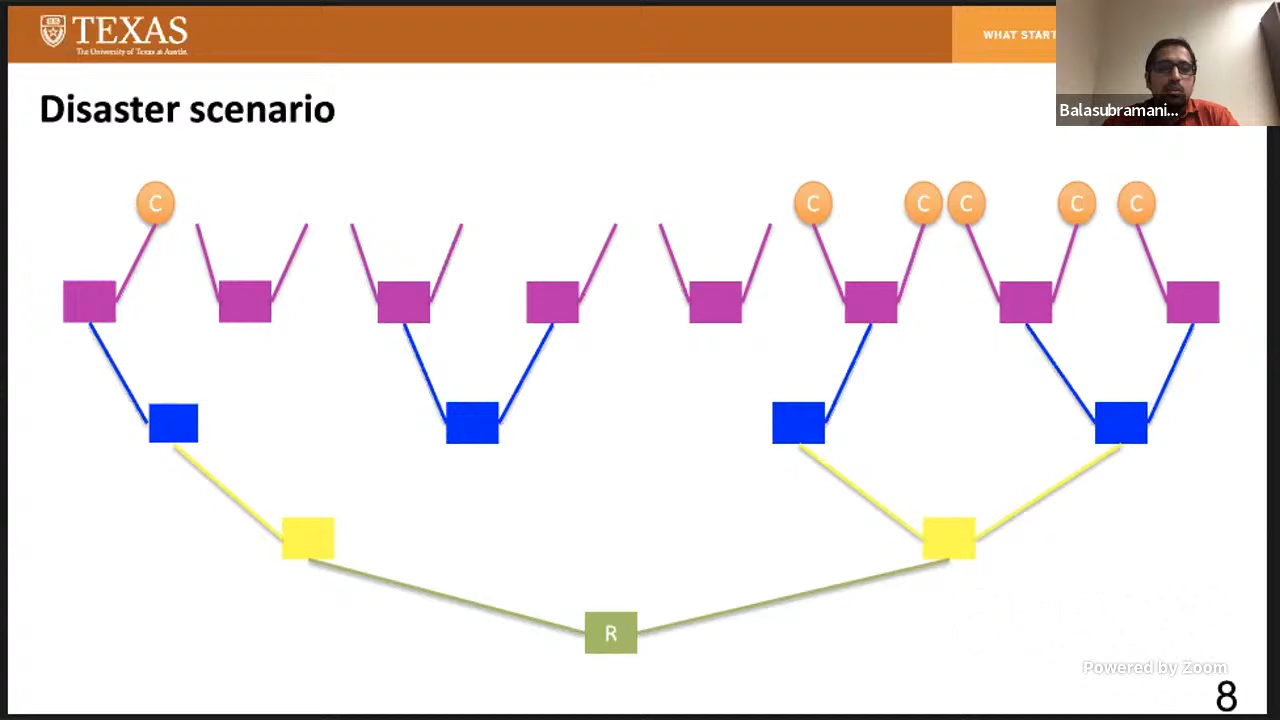 TEXAS
The University of Texas at Austin
WHAT START
Balasubramani...
Disaster scenario
C
C
C
C
C
C
R
Powered by Zoom
8